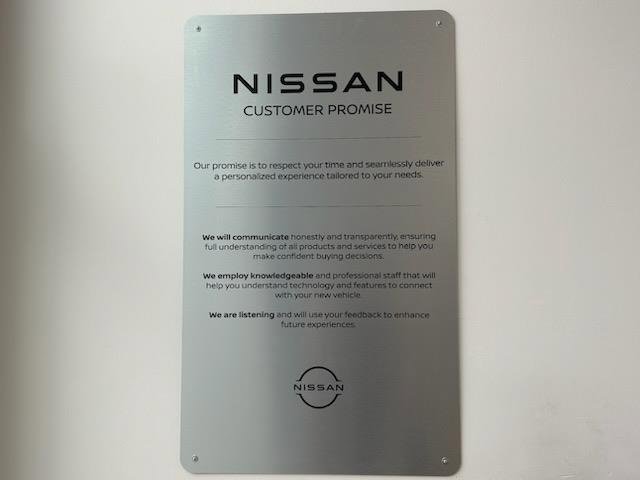 NISSAN
CUSTOMER PROMISE
Our promise is to respect your time and seamlessly deliver
a personalized experience tailored to your needs.
We will communicate honestly and transparently, ensuring
full understanding of all products and services to help you
make confident buying decisions.
We employ knowledgeable and professional staff that will
help you understand technology and features to connect
with your new vehicle.
We are listening and will use your feedback to enhance
future experiences.
NISSAN